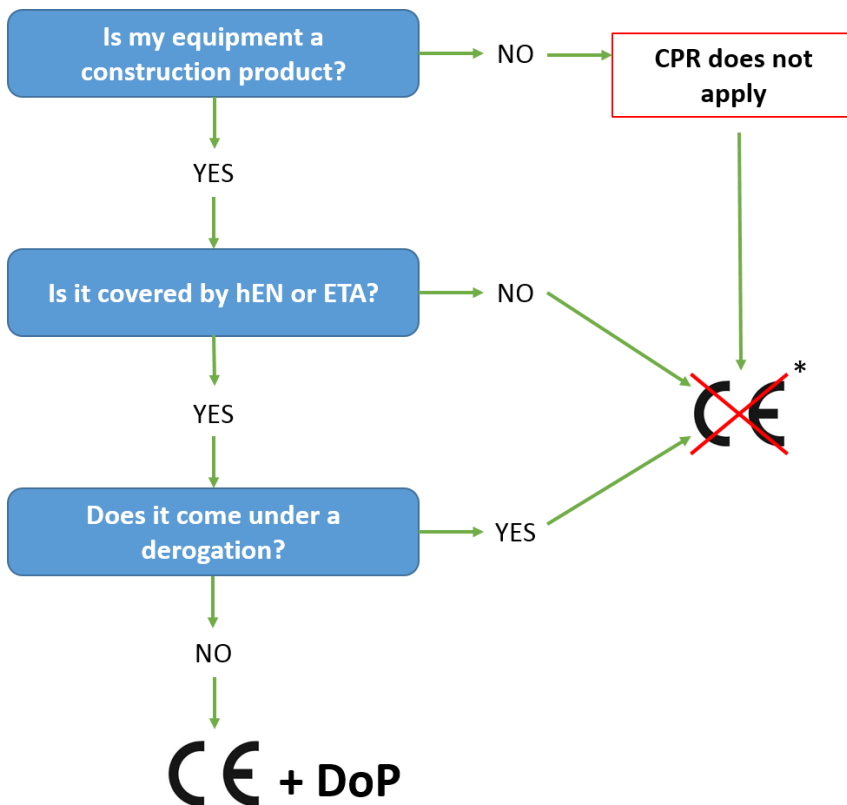 Is my equipment a
construction product?
NO
CPR does not
apply
YES
Is it covered by hEN or ETA?
NO
*
CE
YES
Does it come under a
derogation?
YES
NO
CE + DoP